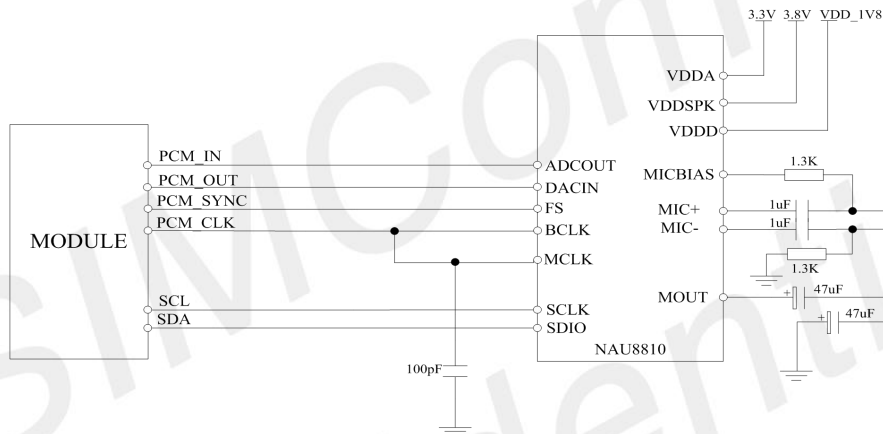 3.3V 3.8V VDD_1V8
VDDA
VDDSPK
VDDD
PCM_IN
ADCOUT
MICBIAS
1.3K
PCM_OUT
DACIN
PCM_SYNC
FS
MIC+
1uF
PCM_CLK
BCLK
MIC-
1uF
MODULE
MCLK
1.3K
SCL
SCLK
MOUT
+
47uF
SDA
SDIO
+
47uF
NAU8810
100pF
SIMCom